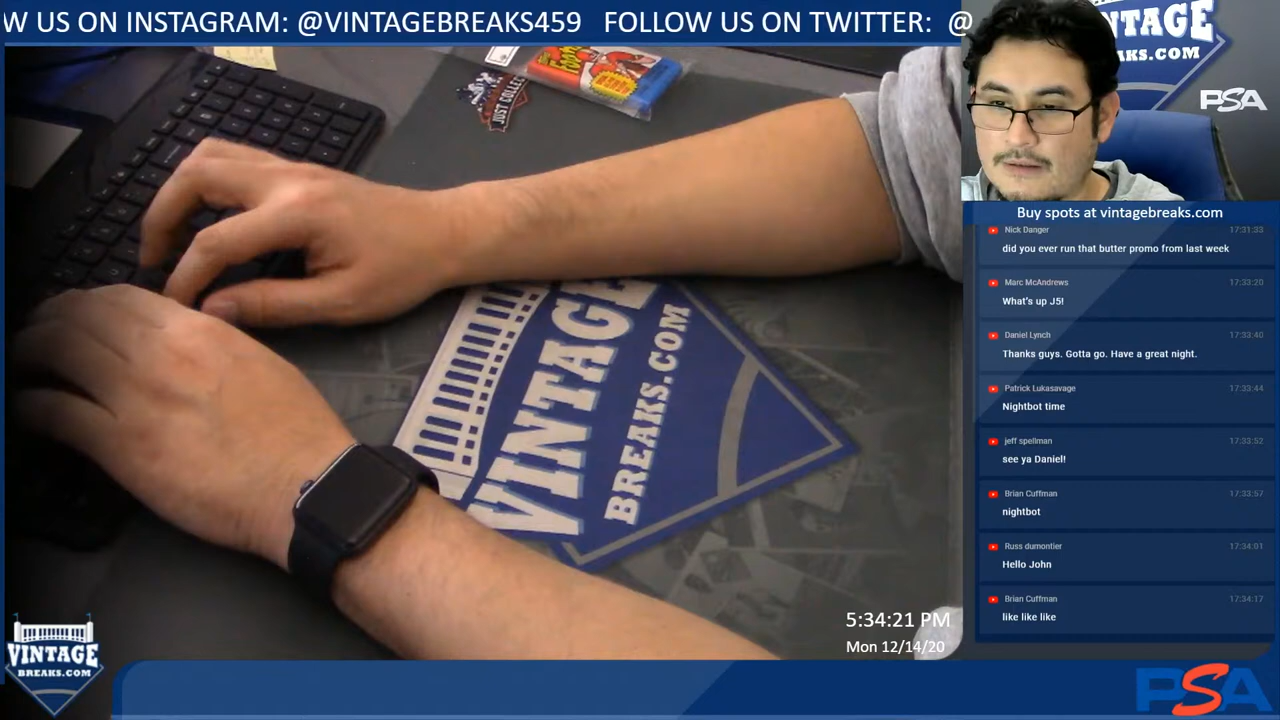 W US ON INSTAGRAM: @VINTAGEBREAKS459 FOLLOW US ON TWITTER: @
VINTAGE
BREAKS.COM
PSA
JUST COLLECT
VINTAGE
BREAKS.COM
Buy spots at vintagebreaks.com
Nick Danger 17:31:33
did you ever run that butter promo from last week
Marc McAndrews 17:33:20
What's up J5!
Daniel Lynch 17:33:40
Thanks guys. Gotta go. Have a great night.
Patrick Lukasavage 17:33:44
Nightbot time
jeff spellman 17:33:52
see ya Daniel!
Brian Cuffman 17:33:57
nightbot
Russ dumontier 17:34:01
Hello John
Brian Cuffman 17:34:17
like like like
5:34:21 PM
Mon 12/14/20
VINTAGE
BREAKS.COM
PSA